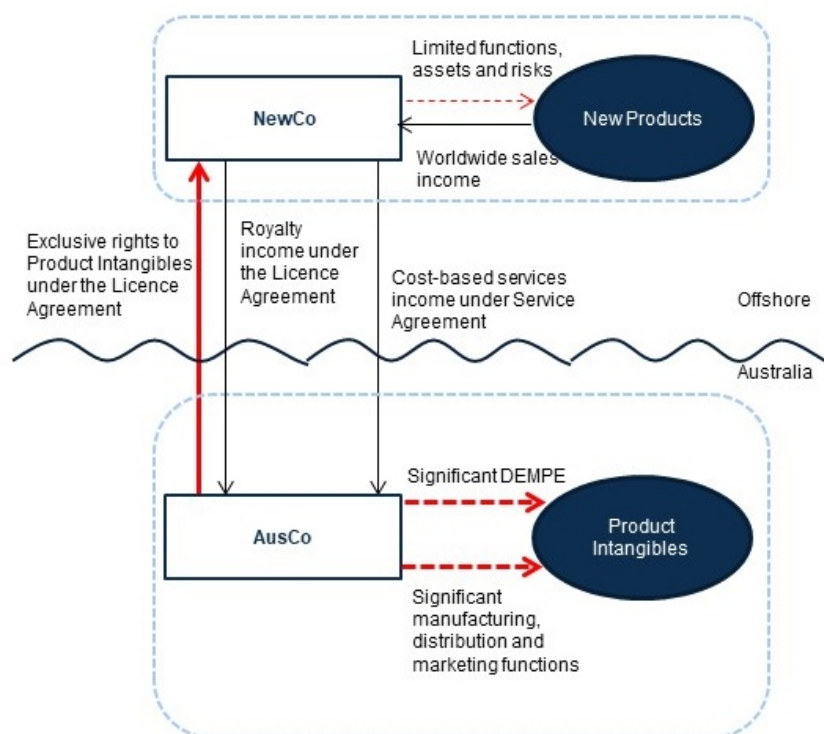 Limited functions,
assets and risks
NewCo
New Products
Worldwide sales
income
Exclusive rights to
Product Intangibles
under the Licence
Agreement
Royalty
income under
the Licence
Agreement
Cost-based services
income under Service
Agreement
Offshore
Australia
Significant DEMPE
AusCo
Product
Intangibles
Significant
manufacturing,
distribution and
marketing functions